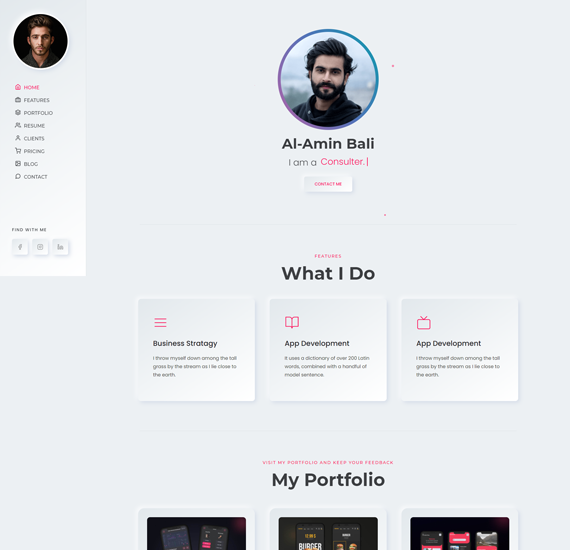 HOME
FEATURES
PORTFOLIO
RESUME
CLIENTS
PRICING
BLOG
CONTACT
FIND WITH ME
Al-Amin Bali
I am a Consulter.|
CONTACT ME
FEATURES
What I Do
Business Stratagy
I throw myself down among the tall
grass by the stream as I lie close to
the earth.
App Development
It uses a dictionary of over 200 Latin
words, combined with a handful of
model sentence.
App Development
I throw myself down among the tall
grass by the stream as I lie close to
the earth.
VISIT MY PORTFOLIO AND KEEP YOUR FEEDBACK
My Portfolio
BURGER